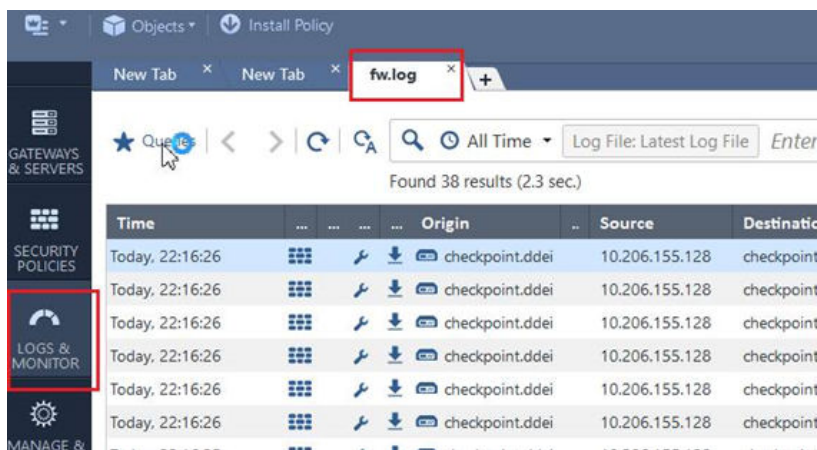 Objects Install Policy
New Tab × New Tab × fw.log × +
GATEWAYS
& SERVERS
Queries All Time Log File: Latest Log File Enter
Found 38 results (2.3 sec.)
Time ... ... ... ... Origin .. Source Destinatio
SECURITY
POLICIES
Today, 22:16:26 checkpoint.ddei 10.206.155.128 checkpoint
Today, 22:16:26 checkpoint.ddei 10.206.155.128 checkpoint
LOGS &
MONITOR
Today, 22:16:26 checkpoint.ddei 10.206.155.128 checkpoint
Today, 22:16:26 checkpoint.ddei 10.206.155.128 checkpoint
Today, 22:16:26 checkpoint.ddei 10.206.155.128 checkpoint
Today, 22:16:26 checkpoint.ddei 10.206.155.128 checkpoint
MANAGE &